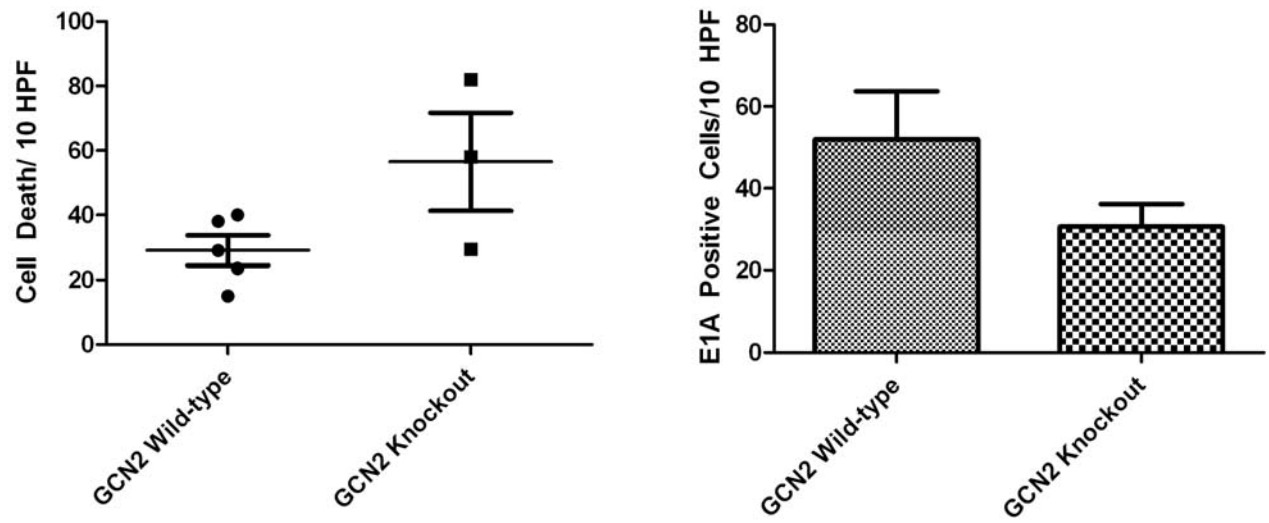 Cell Death/ 10 HPF
100
80
60
40
20
0
GCN2 Wild-type
GCN2 Knockout
E1A Positive Cells/10 HPF
80
60
40
20
0
GCN2 Wild-type
GCN2 Knockout